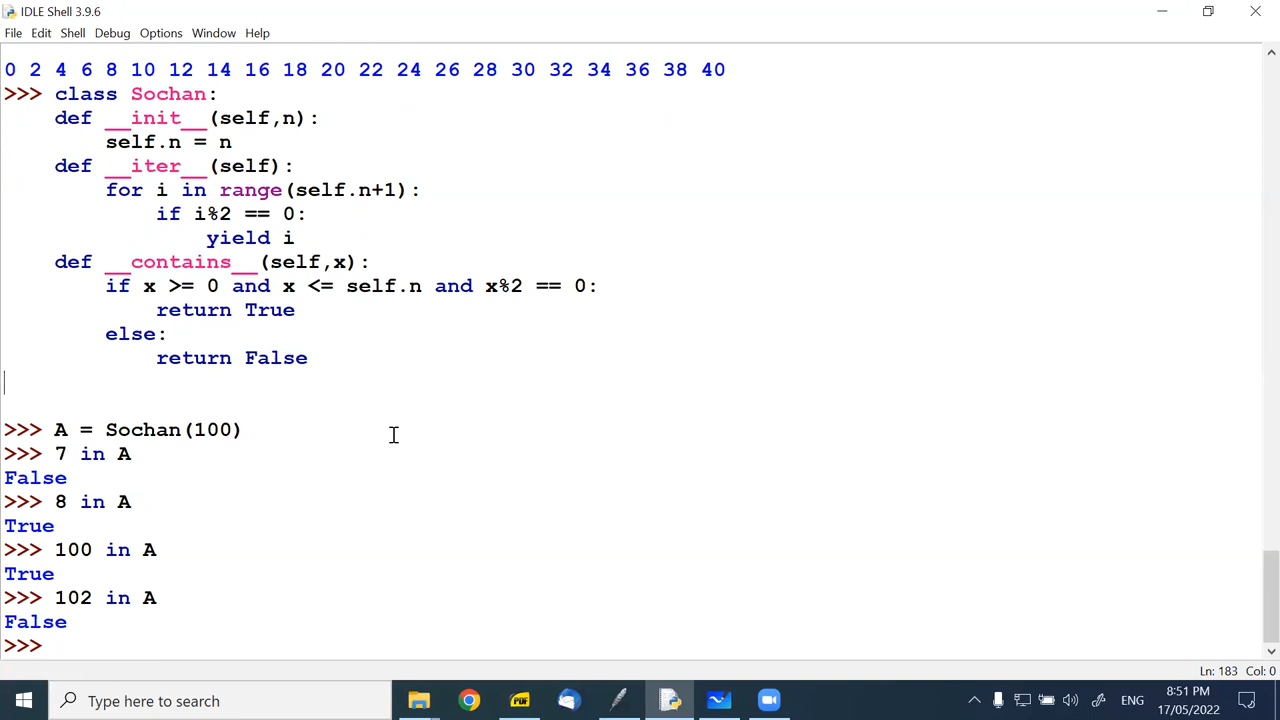 IDLE Shell 3.9.6
File Edit Shell Debug Options Window Help
0 2 4 6 8 10 12 14 16 18 20 22 24 26 28 30 32 34 36 38 40
>>> class Sochan:
    def __init__(self,n):
        self.n = n
    def __iter__(self):
        for i in range(self.n+1):
            if i%2 == 0:
                yield i
    def __contains__(self,x):
        if x >= 0 and x <= self.n and x%2 == 0:
            return True
        else:
            return False
>>> A = Sochan(100)
>>> 7 in A
False
>>> 8 in A
True
>>> 100 in A
True
>>> 102 in A
False
>>>
Ln: 183 Col: 0
Type here to search
PDF
ENG
8:51 PM
17/05/2022